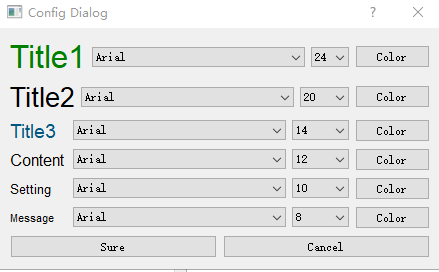 Config Dialog ?
Title1 Arial 24 Color
Title2 Arial 20 Color
Title3 Arial 14 Color
Content Arial 12 Color
Setting Arial 10 Color
Message Arial 8 Color
Sure Cancel